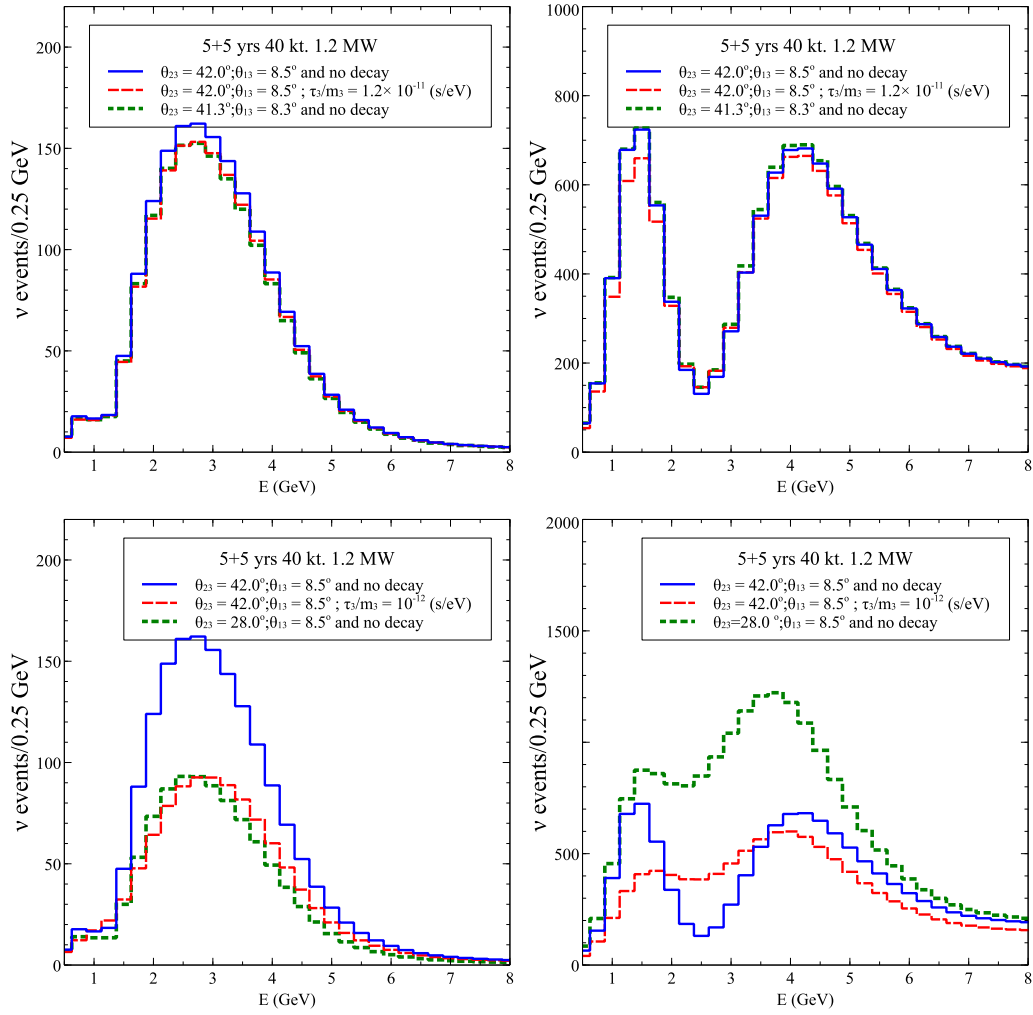 5+5 yrs 40 kt. 1.2 MW
θ₂₃ = 42.0°;θ₁₃ = 8.5° and no decay
θ₂₃ = 42.0°;θ₁₃ = 8.5° ; τ₃/m₃ = 1.2× 10⁻¹¹ (s/eV)
θ₂₃ = 41.3°;θ₁₃ = 8.3° and no decay
ν events/0.25 GeV
200
150
100
50
0
1 2 3 4 5 6 7 8
E (GeV)
5+5 yrs 40 kt. 1.2 MW
θ₂₃ = 42.0°;θ₁₃ = 8.5° and no decay
θ₂₃ = 42.0°;θ₁₃ = 8.5° ; τ₃/m₃ = 1.2× 10⁻¹¹ (s/eV)
θ₂₃ = 41.3°;θ₁₃ = 8.3° and no decay
ν events/0.25 GeV
1000
800
600
400
200
0
1 2 3 4 5 6 7 8
E (GeV)
5+5 yrs 40 kt. 1.2 MW
θ₂₃ = 42.0°;θ₁₃ = 8.5° and no decay
θ₂₃ = 42.0°;θ₁₃ = 8.5° ; τ₃/m₃ = 10⁻¹² (s/eV)
θ₂₃ = 28.0°;θ₁₃ = 8.5° and no decay
ν events/0.25 GeV
200
150
100
50
0
1 2 3 4 5 6 7 8
E (GeV)
5+5 yrs 40 kt. 1.2 MW
θ₂₃ = 42.0°;θ₁₃ = 8.5° and no decay
θ₂₃ = 42.0°;θ₁₃ = 8.5° ; τ₃/m₃ = 10⁻¹² (s/eV)
θ₂₃=28.0 °;θ₁₃ = 8.5° and no decay
ν events/0.25 GeV
2000
1500
1000
500
0
1 2 3 4 5 6 7 8
E (GeV)